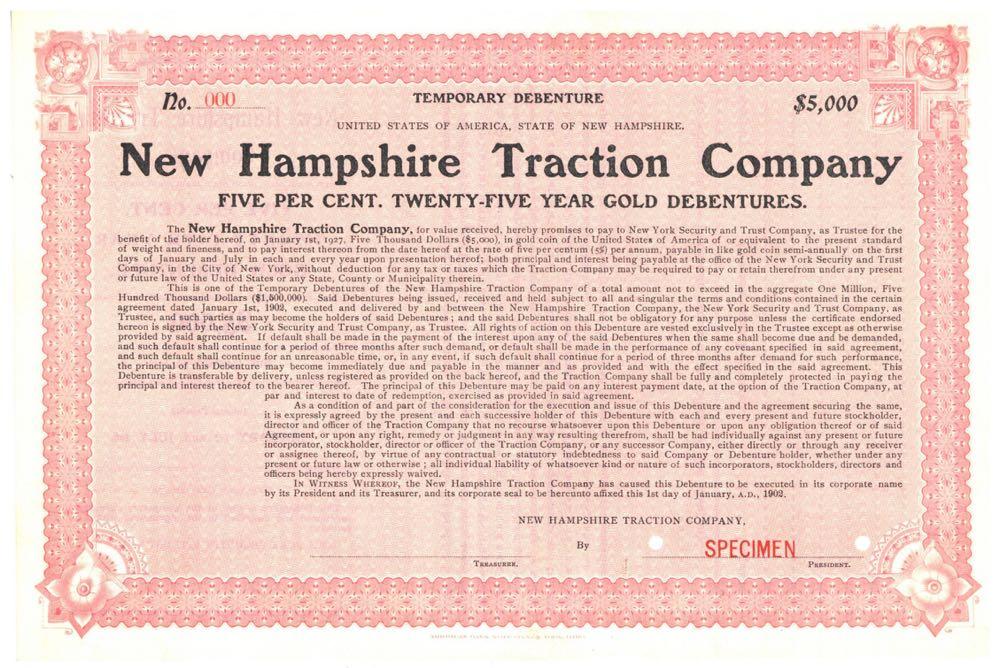 No. 000
TEMPORARY DEBENTURE
$5,000
UNITED STATES OF AMERICA, STATE OF NEW HAMPSHIRE.
New Hampshire Traction Company
FIVE PER CENT. TWENTY-FIVE YEAR GOLD DEBENTURES.
The New Hampshire Traction Company, for value received, hereby promises to pay to New York Security and Trust Company, as Trustee for the
benefit of the holder hereof, on January 1st, 1927, Five Thousand Dollars ($5,000), in gold coin of the United States of America of or equivalent to the present standard
of weight and fineness, and to pay interest thereon from the date hereof at the rate of five per centum (5%) per annum, payable in like gold coin semi-annually on the first
days of January and July in each and every year upon presentation hereof; both principal and interest being payable at the office of the New York Security and Trust
Company, in the City of New York, without deduction for any tax or taxes which the Traction Company may be required to pay or retain therefrom under any present
or future law of the United States or any State, County or Municipality therein.
This is one of the Temporary Debentures of the New Hampshire Traction Company of a total amount not to exceed in the aggregate One Million, Five
Hundred Thousand Dollars ($1,500,000). Said Debentures being issued, received and held subject to all and singular the terms and conditions contained in the certain
agreement dated January 1st, 1902, executed and delivered by and between the New Hampshire Traction Company, the New York Security and Trust Company, as
Trustee, and such parties as may become the holders of said Debentures; and the said Debentures shall not be obligatory for any purpose unless the certificate endorsed
hereon is signed by the New York Security and Trust Company, as Trustee. All rights of action on this Debenture are vested exclusively in the Trustee except as otherwise
provided by said agreement. If default shall be made in the payment of the interest upon any of the said Debentures when the same shall become due and be demanded,
and such default shall continue for a period of three months after such demand, or default shall be made in the performance of any covenant specified in said agreement,
and such default shall continue for an unreasonable time, or, in any event, if such default shall continue for a period of three months after demand for such performance,
the principal of this Debenture may become immediately due and payable in the manner and as provided and with the effect specified in the said agreement. This
Debenture is transferable by delivery, unless registered as provided on the back hereof, and the Traction Company shall be fully and completely protected in paying the
principal and interest thereof to the bearer hereof. The principal of this Debenture may be paid on any interest payment date, at the option of the Traction Company, at
par and interest to date of redemption, exercised as provided in said agreement.
As a condition of and part of the consideration for the execution and issue of this Debenture and the agreement securing the same,
it is expressly agreed by the present and each successive holder of this Debenture with each and every present and future stockholder,
director and officer of the Traction Company that no recourse whatsoever upon this Debenture or upon any obligation thereof or of said
Agreement, or upon any right, remedy or judgment in any way resulting therefrom, shall be had individually against any present or future
incorporator, stockholder, director or officer of the Traction Company, or any successor Company, either directly or through any receiver
or assignee thereof, by virtue of any contractual or statutory indebtedness to said Company or Debenture holder, whether under any
present or future law or otherwise; all individual liability of whatsoever kind or nature of such incorporators, stockholders, directors and
officers being hereby expressly waived.
IN WITNESS WHEREOF, the New Hampshire Traction Company has caused this Debenture to be executed in its corporate name
by its President and its Treasurer, and its corporate seal to be hereunto affixed this 1st day of January, A.D., 1902.
NEW HAMPSHIRE TRACTION COMPANY,
By SPECIMEN
TREASURER. PRESIDENT.